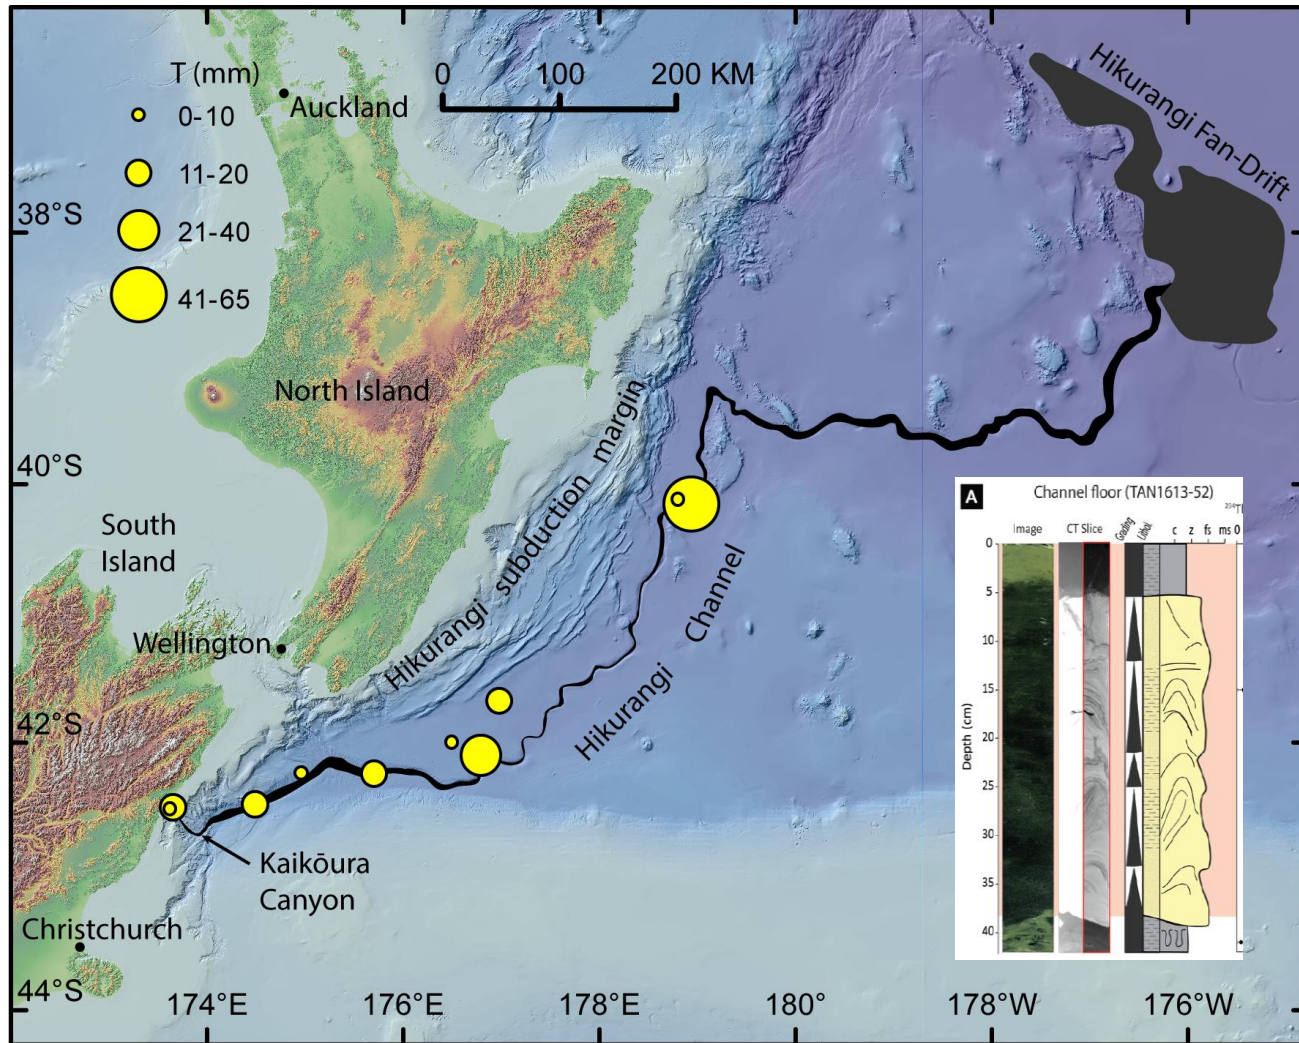 T (mm)
0-10
11-20
21-40
41-65
0 100 200 KM
Auckland
Hikurangi Fan-Drift
38°S
North Island
40°S
South
Island
Wellington
Hikurangi subduction margin
Hikurangi Channel
42°S
Kaikōura
Canyon
Christchurch
44°S
174°E 176°E 178°E 180° 178°W 176°W
A
Channel floor (TAN1613-52)
Image CT Slice Grading Lithol c z fs ms 0
Depth (cm)
0
5
10
15
20
25
30
35
40